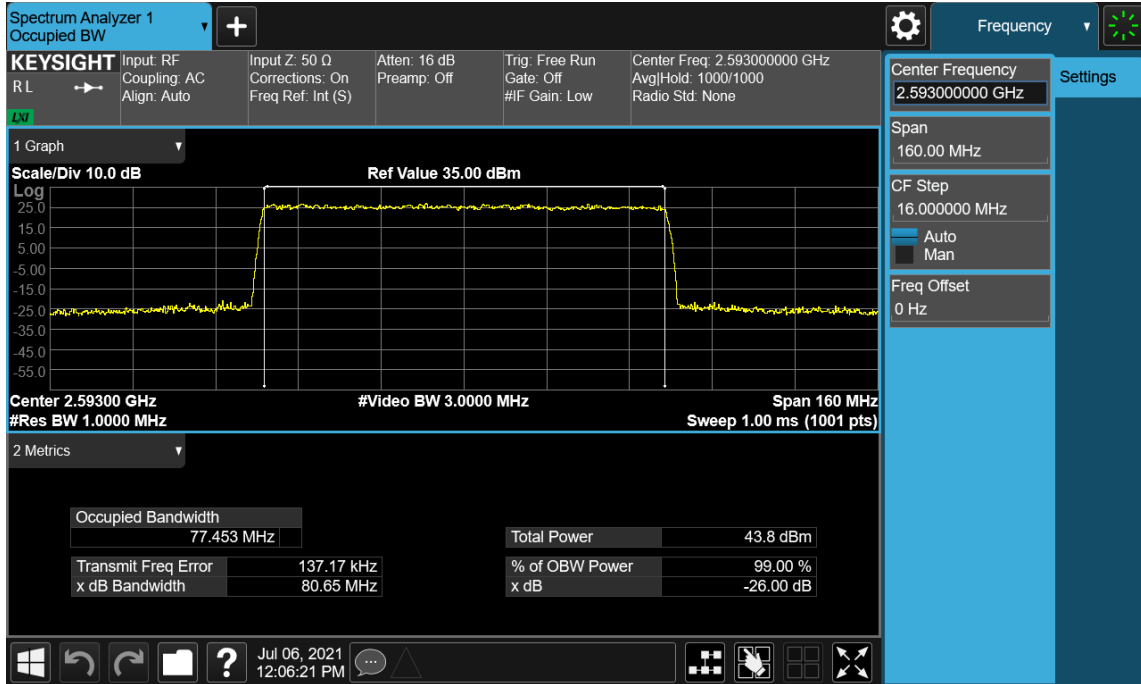 Spectrum Analyzer 1
Occupied BW
Frequency
KEYSIGHT
R L
LXI
Input: RF
Coupling: AC
Align: Auto
Input Z: 50 Ω
Corrections: On
Freq Ref: Int (S)
Atten: 16 dB
Preamp: Off
Trig: Free Run
Gate: Off
#IF Gain: Low
Center Freq: 2.593000000 GHz
Avg|Hold: 1000/1000
Radio Std: None
Center Frequency
2.593000000 GHz
Settings
Span
160.00 MHz
CF Step
16.000000 MHz
Auto
Man
Freq Offset
0 Hz
1 Graph
Scale/Div 10.0 dB
Ref Value 35.00 dBm
Log
25.0
15.0
5.00
-5.00
-15.0
-25.0
-35.0
-45.0
-55.0
Center 2.59300 GHz
#Video BW 3.0000 MHz
Span 160 MHz
#Res BW 1.0000 MHz
Sweep 1.00 ms (1001 pts)
2 Metrics
Occupied Bandwidth
77.453 MHz
Total Power 43.8 dBm
Transmit Freq Error 137.17 kHz
% of OBW Power 99.00 %
x dB Bandwidth 80.65 MHz
x dB -26.00 dB
?
Jul 06, 2021
12:06:21 PM